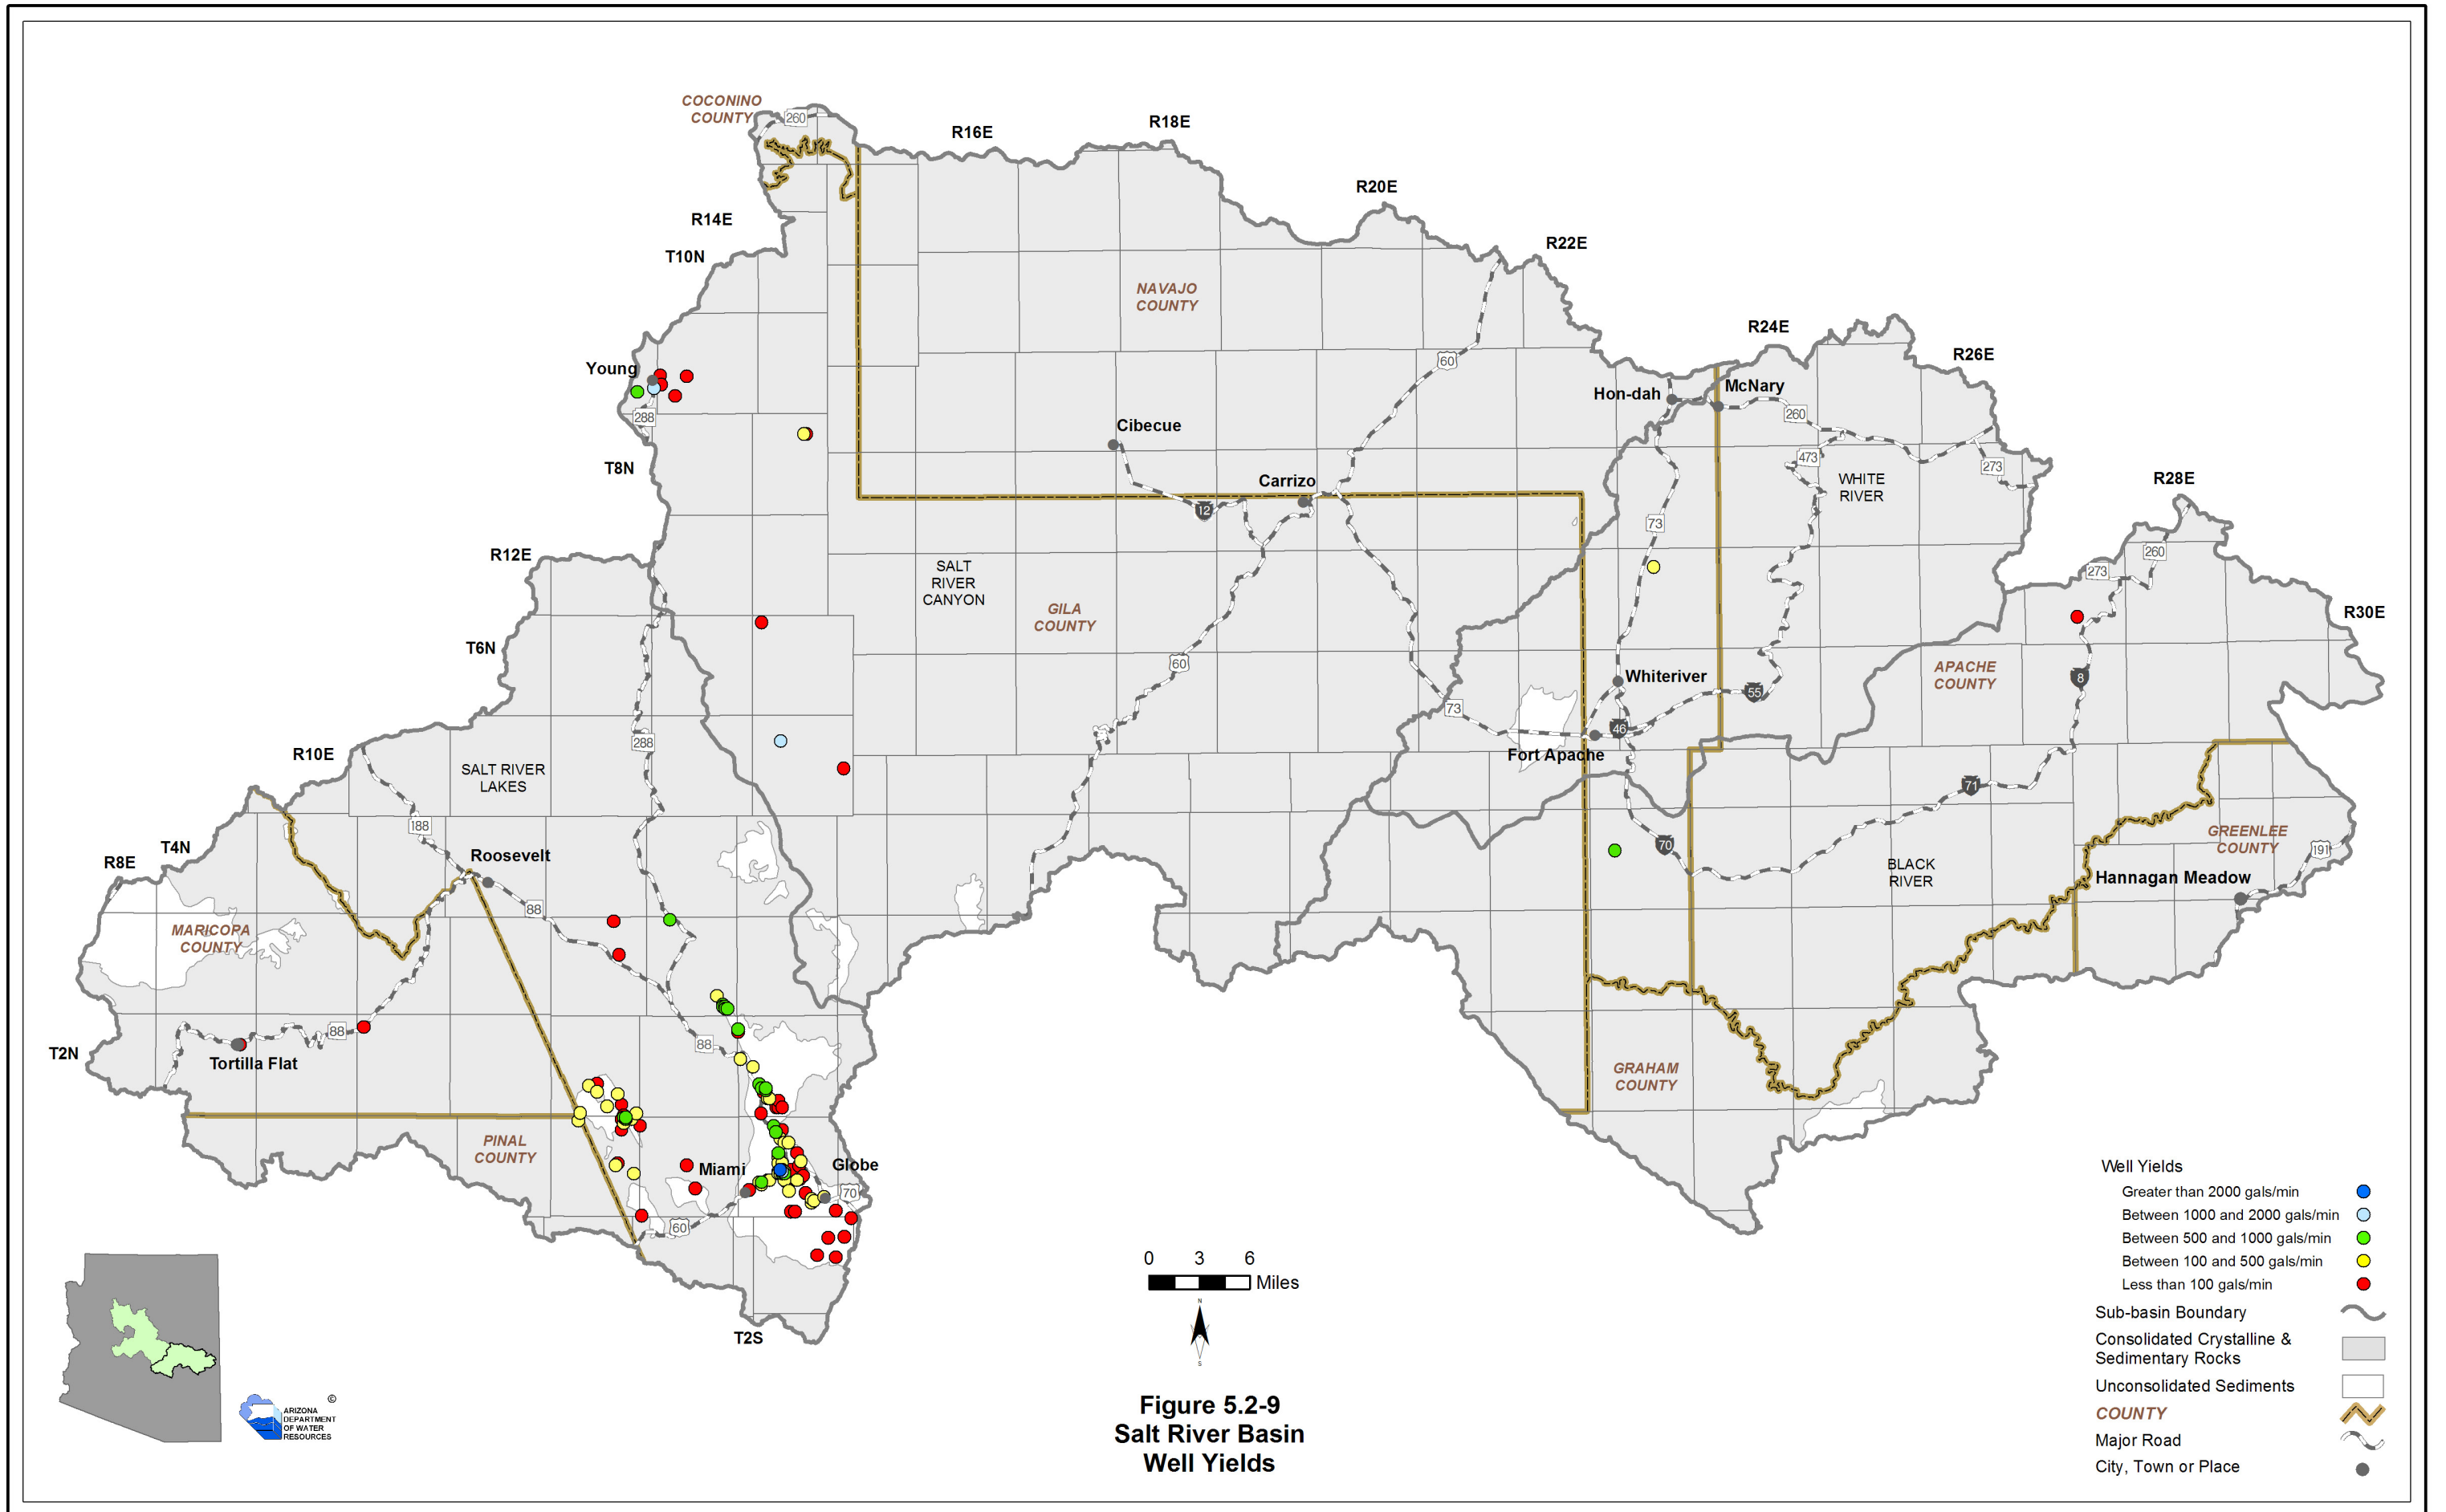 COCONINO
COUNTY
260
R16E
R18E
R20E
R14E
T10N
R22E
NAVAJO
COUNTY
R24E
R26E
60
Young
288
Hon-dah
McNary
260
Cibecue
T8N
473
273
WHITE
RIVER
Carrizo
12
R28E
73
R12E
SALT
RIVER
CANYON
GILA
COUNTY
260
273
R30E
T6N
60
Whiteriver
APACHE
COUNTY
8
55
73
46
288
Fort Apache
R10E
SALT RIVER
LAKES
71
188
R8E
T4N
Roosevelt
70
GREENLEE
COUNTY
191
BLACK
RIVER
Hannagan Meadow
88
MARICOPA
COUNTY
88
88
T2N
Tortilla Flat
GRAHAM
COUNTY
PINAL
COUNTY
Miami
Globe
70
60
T2S
Well Yields
Greater than 2000 gals/min
Between 1000 and 2000 gals/min
Between 500 and 1000 gals/min
Between 100 and 500 gals/min
Less than 100 gals/min
Sub-basin Boundary
Consolidated Crystalline &
Sedimentary Rocks
Unconsolidated Sediments
COUNTY
Major Road
City, Town or Place
0 3 6
Miles
N
S
©
ARIZONA
DEPARTMENT
OF WATER
RESOURCES
Figure 5.2-9
Salt River Basin
Well Yields